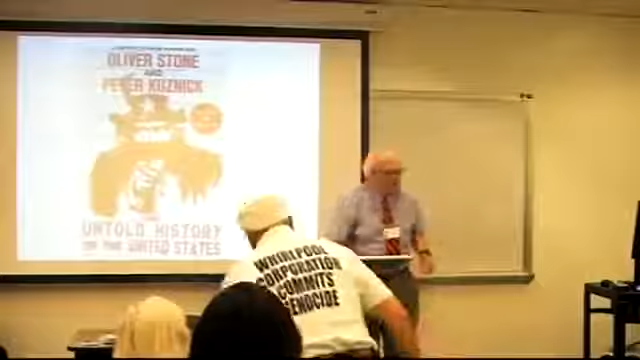 OLIVER STONE
AND
PETER KUZNICK
UNTOLD HISTORY?
OF THE UNITED STATES
WHIRLPOOL
CORPORATION
COMMITS
GENOCIDE